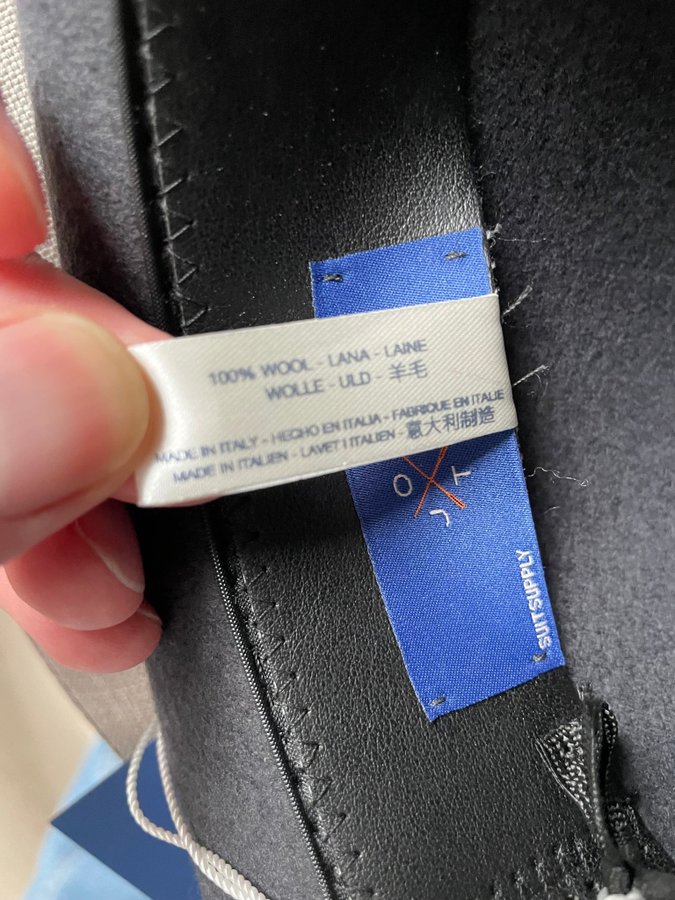 100% WOOL - LANA - LAINE
WOLLE - ULD - 羊毛
MADE IN ITALY - HECHO EN ITALIA - FABRIQUE EN ITALIE
MADE IN ITALIEN - LAVET I ITALIEN - 意大利制造
O T
J
SUITSUPPLY